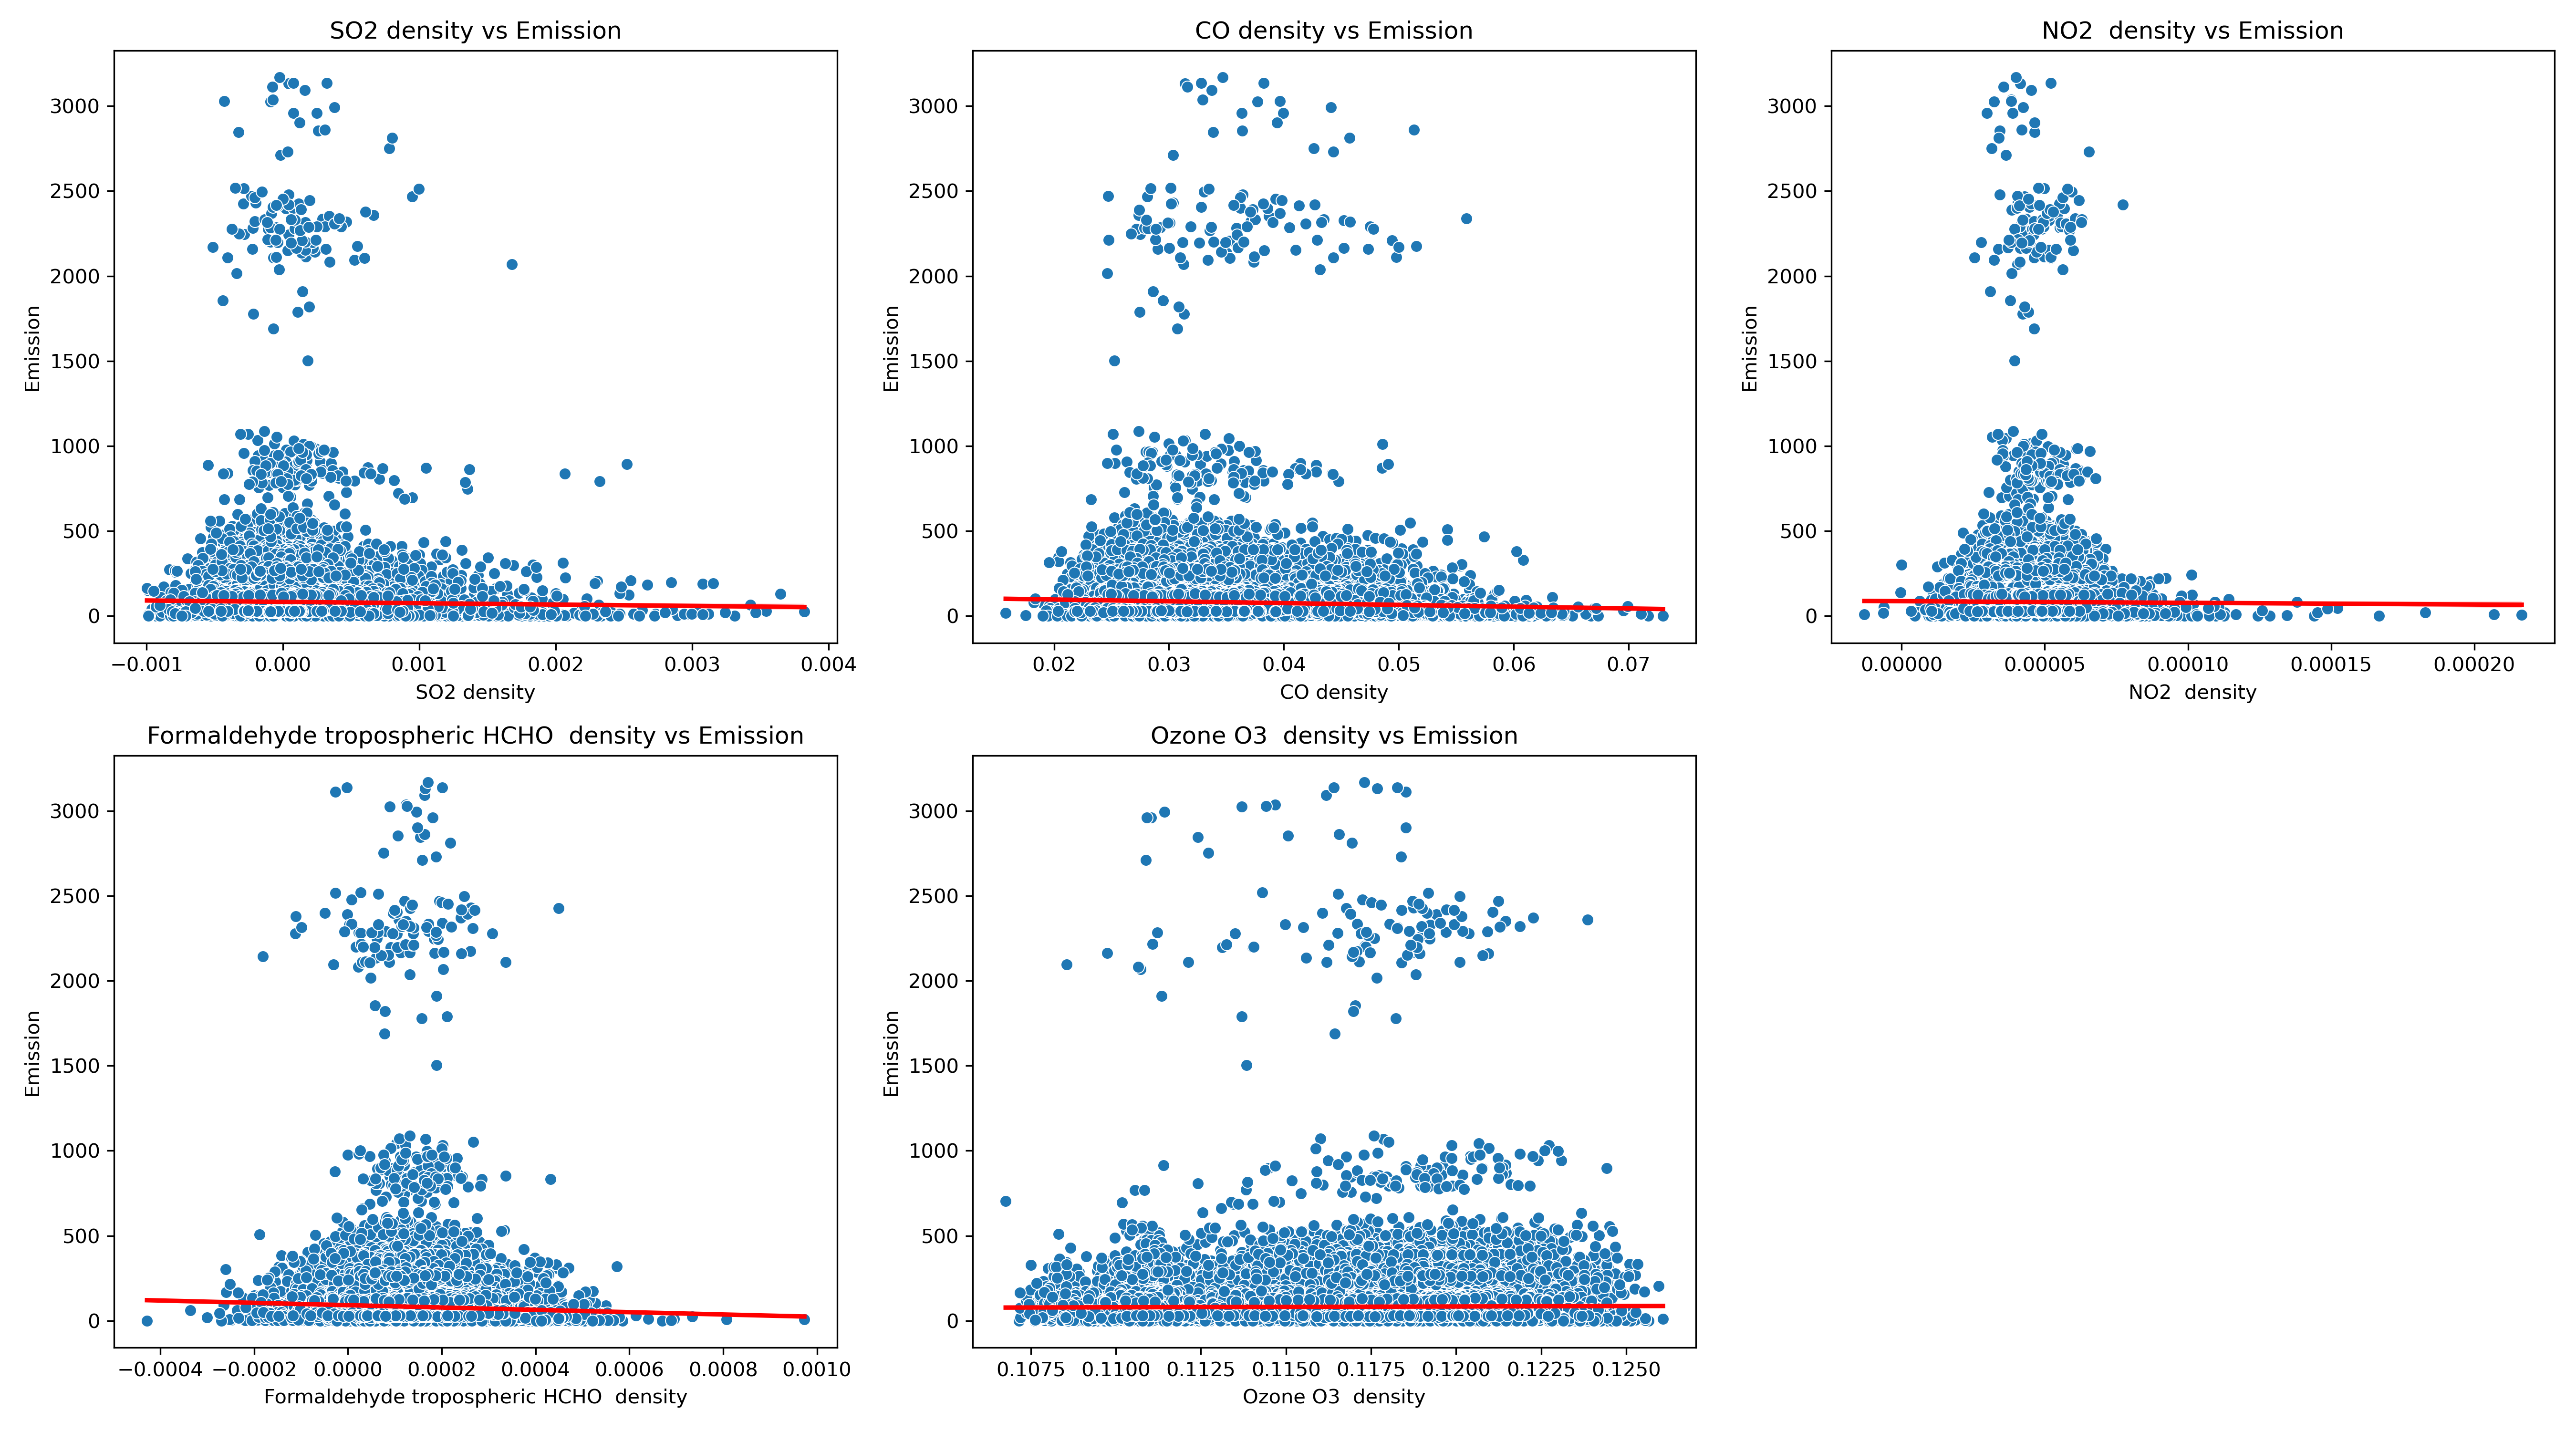 SO2 density vs Emission
3000
2500
2000
1500
1000
500
0
Emission
−0.001 0.000 0.001 0.002 0.003 0.004
SO2 density
CO density vs Emission
3000
2500
2000
1500
1000
500
0
Emission
0.02 0.03 0.04 0.05 0.06 0.07
CO density
NO2  density vs Emission
3000
2500
2000
1500
1000
500
0
Emission
0.00000 0.00005 0.00010 0.00015 0.00020
NO2  density
Formaldehyde tropospheric HCHO  density vs Emission
3000
2500
2000
1500
1000
500
0
Emission
−0.0004 −0.0002 0.0000 0.0002 0.0004 0.0006 0.0008 0.0010
Formaldehyde tropospheric HCHO  density
Ozone O3  density vs Emission
3000
2500
2000
1500
1000
500
0
Emission
0.1075 0.1100 0.1125 0.1150 0.1175 0.1200 0.1225 0.1250
Ozone O3  density